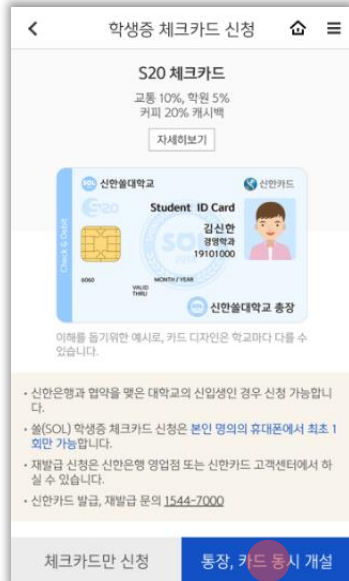 학생증 체크카드 신청
S20 체크카드
교통 10%, 학원 5%
커피 20% 캐시백
자세히보기
SOL 신한쏠대학교
신한카드
S20
Student ID Card
김신한
경영학과
19101000
Check & Debit
6060
MONTH / YEAR
VALID
THRU
신한쏠대학교 총장
이해를 돕기위한 예시로, 카드 디자인은 학교마다 다를 수
있습니다.
• 신한은행과 협약을 맺은 대학교의 신입생인 경우 신청 가능합니
다.
• 쏠(SOL) 학생증 체크카드 신청은 본인 명의의 휴대폰에서 최초 1
회만 가능합니다.
• 재발급 신청은 신한은행 영업점 또는 신한카드 고객센터에서 하
실 수 있습니다.
• 신한카드 발급, 재발급 문의 1544-7000
체크카드만 신청
통장, 카드 동시 개설